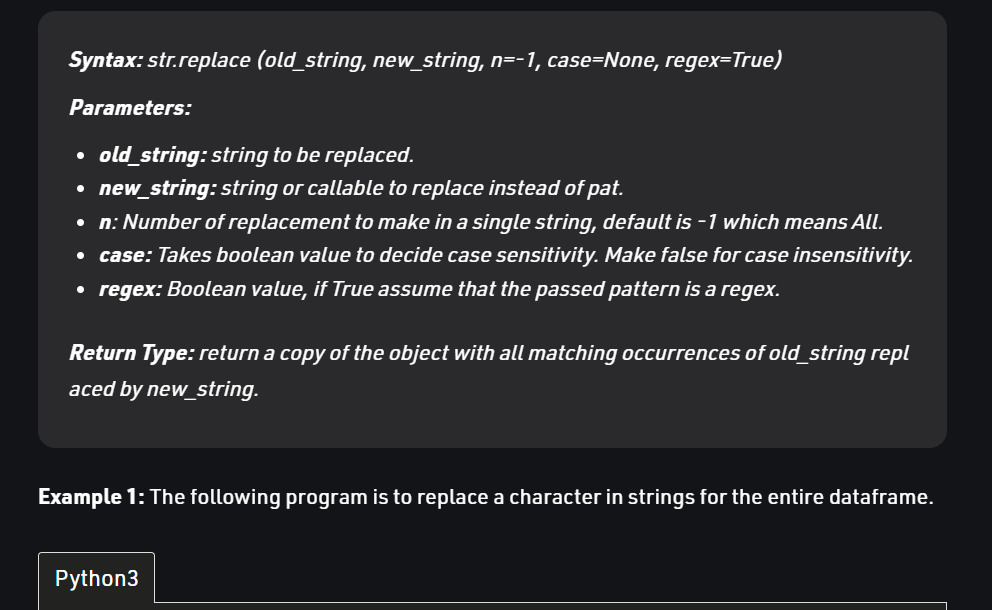 Syntax: str.replace (old_string, new_string, n=-1, case=None, regex=True)
Parameters:
• old_string: string to be replaced.
• new_string: string or callable to replace instead of pat.
• n: Number of replacement to make in a single string, default is -1 which means All.
• case: Takes boolean value to decide case sensitivity. Make false for case insensitivity.
• regex: Boolean value, if True assume that the passed pattern is a regex.
Return Type: return a copy of the object with all matching occurrences of old_string repl
aced by new_string.
Example 1: The following program is to replace a character in strings for the entire dataframe.
Python3